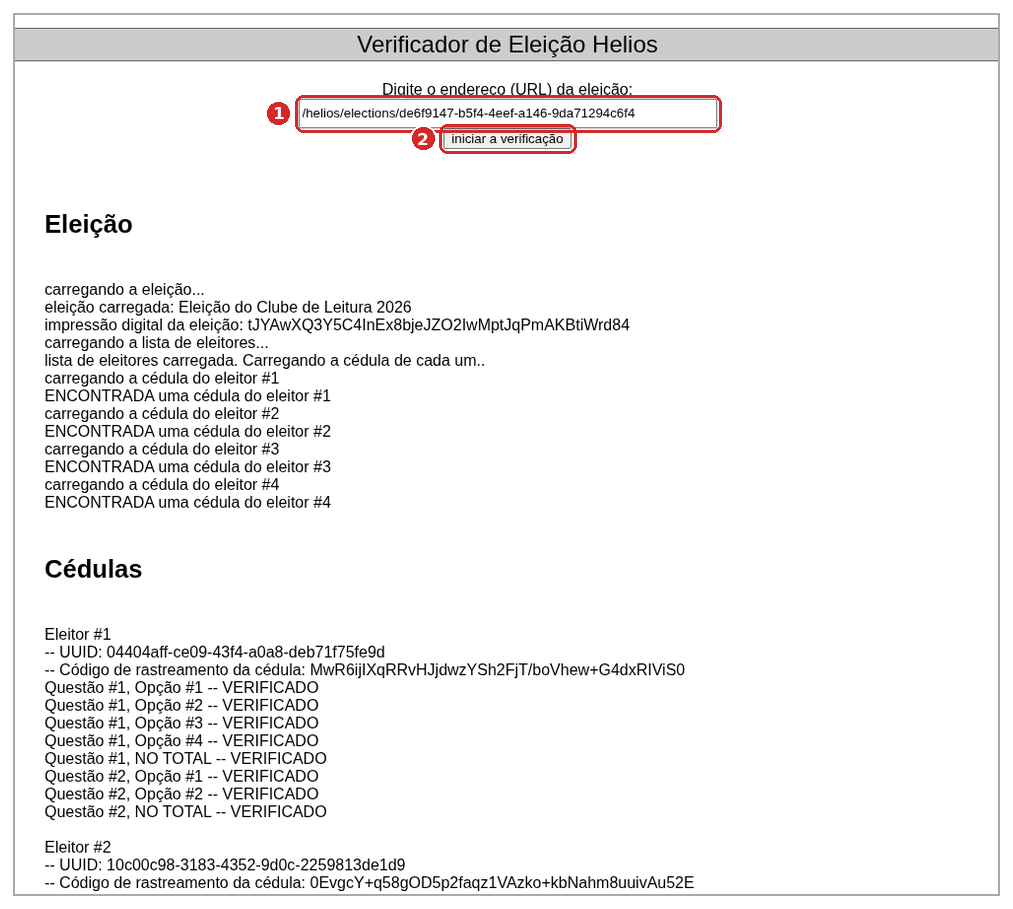 Verificador de Eleição Helios
Digite o endereço (URL) da eleição:
1 /helios/elections/de6f9147-b5f4-4eef-a146-9da71294c6f4
2 iniciar a verificação
Eleição
carregando a eleição...
eleição carregada: Eleição do Clube de Leitura 2026
impressão digital da eleição: tJYAwXQ3Y5C4InEx8bjeJZO2IwMptJqPmAKBtiWrd84
carregando a lista de eleitores...
lista de eleitores carregada. Carregando a cédula de cada um..
carregando a cédula do eleitor #1
ENCONTRADA uma cédula do eleitor #1
carregando a cédula do eleitor #2
ENCONTRADA uma cédula do eleitor #2
carregando a cédula do eleitor #3
ENCONTRADA uma cédula do eleitor #3
carregando a cédula do eleitor #4
ENCONTRADA uma cédula do eleitor #4
Cédulas
Eleitor #1
-- UUID: 04404aff-ce09-43f4-a0a8-deb71f75fe9d
-- Código de rastreamento da cédula: MwR6ijIXqRRvHJjdwzYSh2FjT/boVhew+G4dxRIViS0
Questão #1, Opção #1 -- VERIFICADO
Questão #1, Opção #2 -- VERIFICADO
Questão #1, Opção #3 -- VERIFICADO
Questão #1, Opção #4 -- VERIFICADO
Questão #1, NO TOTAL -- VERIFICADO
Questão #2, Opção #1 -- VERIFICADO
Questão #2, Opção #2 -- VERIFICADO
Questão #2, NO TOTAL -- VERIFICADO
Eleitor #2
-- UUID: 10c00c98-3183-4352-9d0c-2259813de1d9
-- Código de rastreamento da cédula: 0EvgcY+q58gOD5p2faqz1VAzko+kbNahm8uuivAu52E